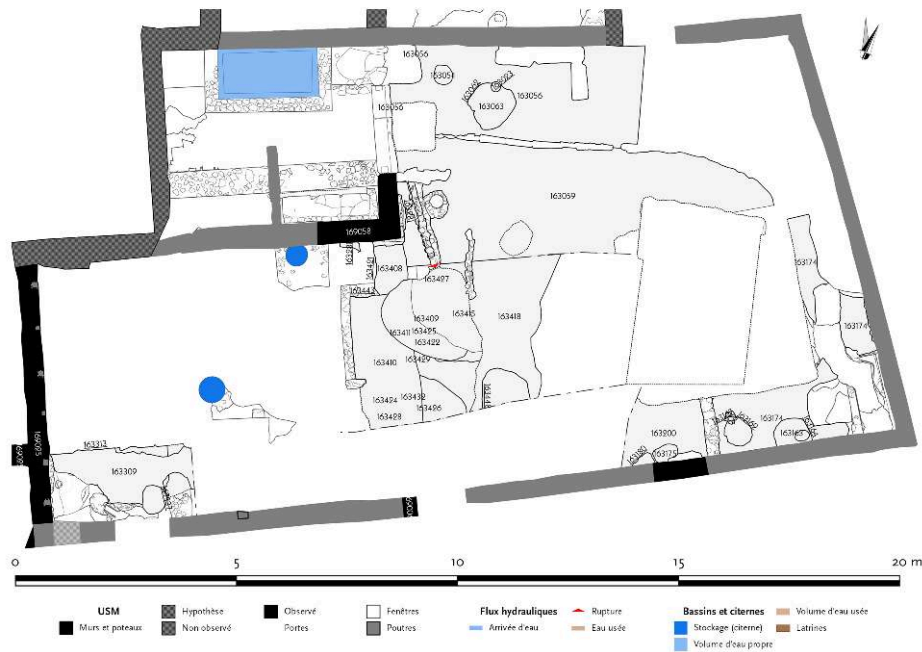 163056
163051
163063
163056
163056
163059
169058
163408
163427
163174
163409
163415
163418
163411
163425
163422
163174
163410
163429
163424
163432
163426
163428
163174
163200
163163
163175
163313
163309
0
5
10
15
20 m
USM
Murs et poteaux
Hypothèse
Non observé
Observé
Portes
Fenêtres
Poutres
Flux hydrauliques
Arrivée d'eau
Rupture
Eau usée
Bassins et citernes
Stockage (citerne)
Volume d'eau propre
Volume d'eau usée
Latrines